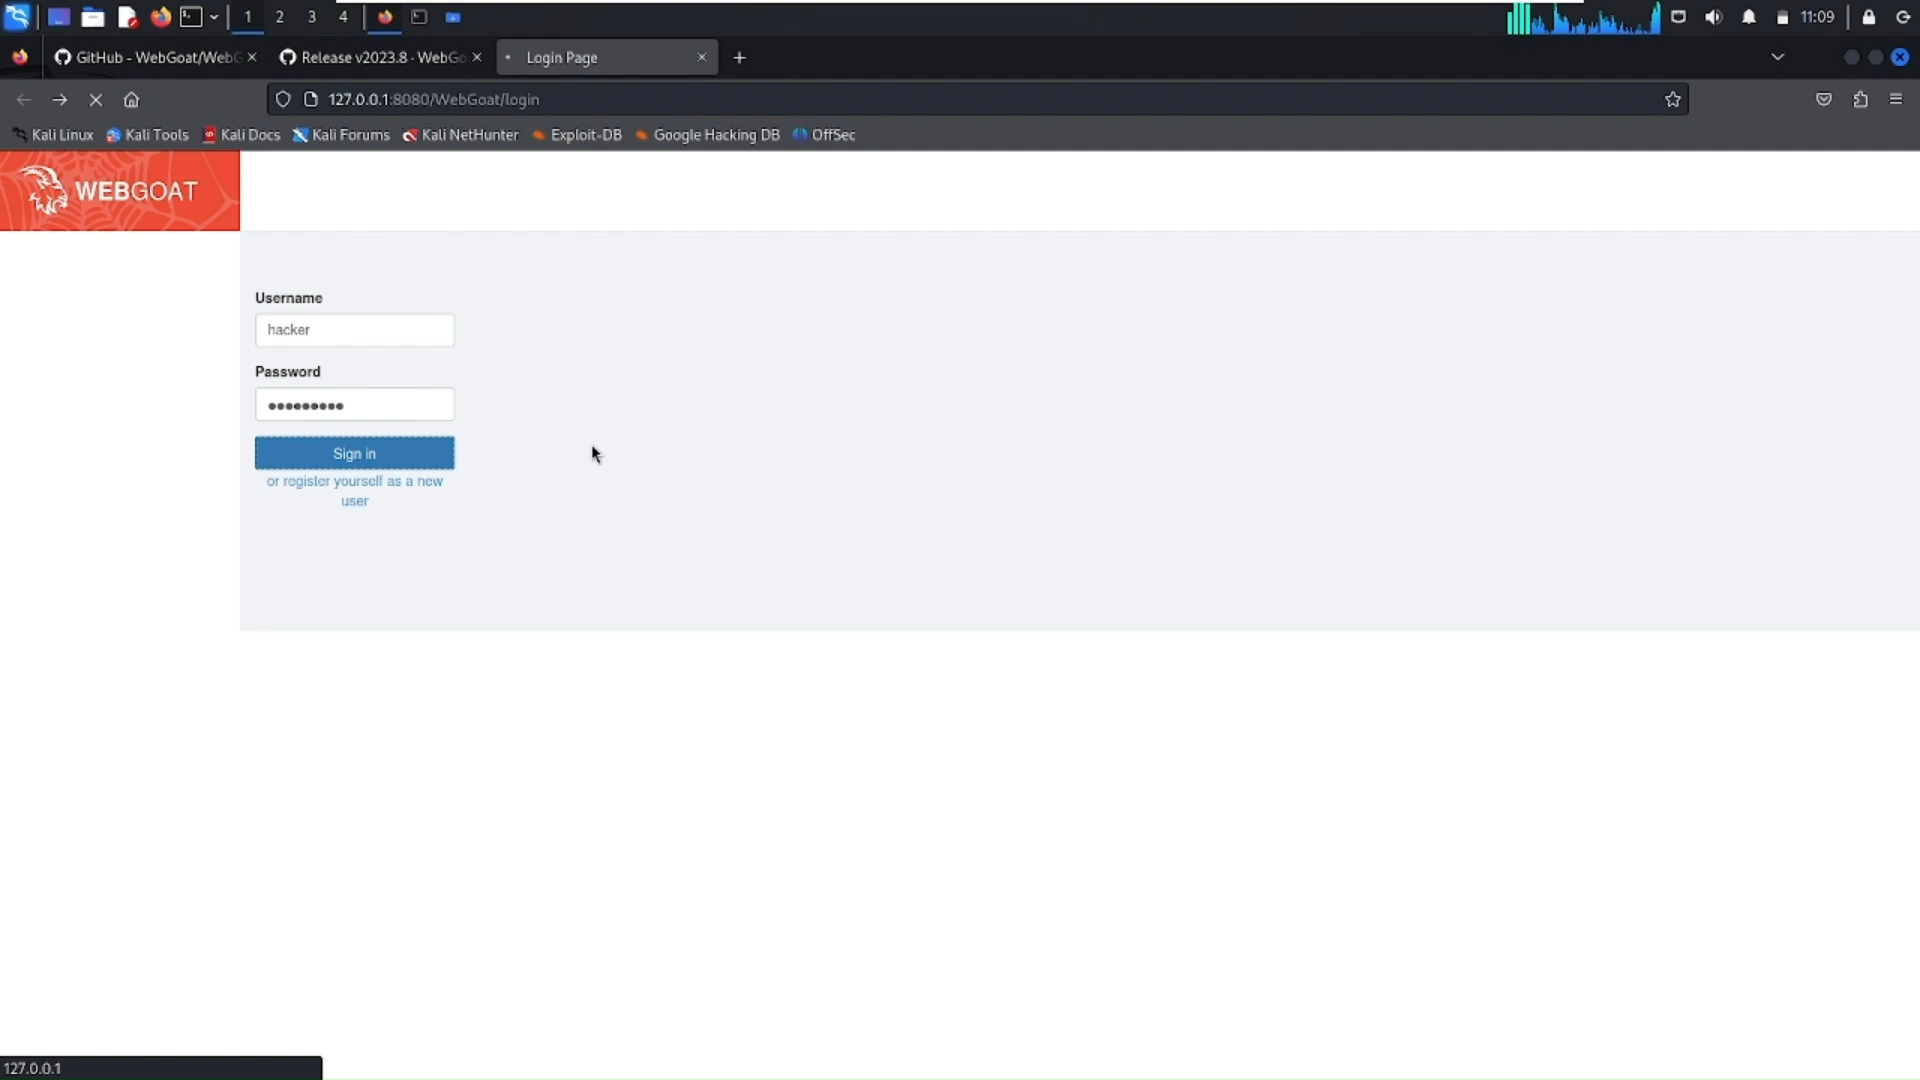 1 2 3 4 11:09
GitHub - WebGoat/WebG Release v2023.8 · WebGo Login Page
127.0.0.1:8080/WebGoat/login
Kali Linux Kali Tools Kali Docs Kali Forums Kali NetHunter Exploit-DB Google Hacking DB OffSec
WEBGOAT
Username
hacker
Password
Sign in
or register yourself as a new
user
127.0.0.1